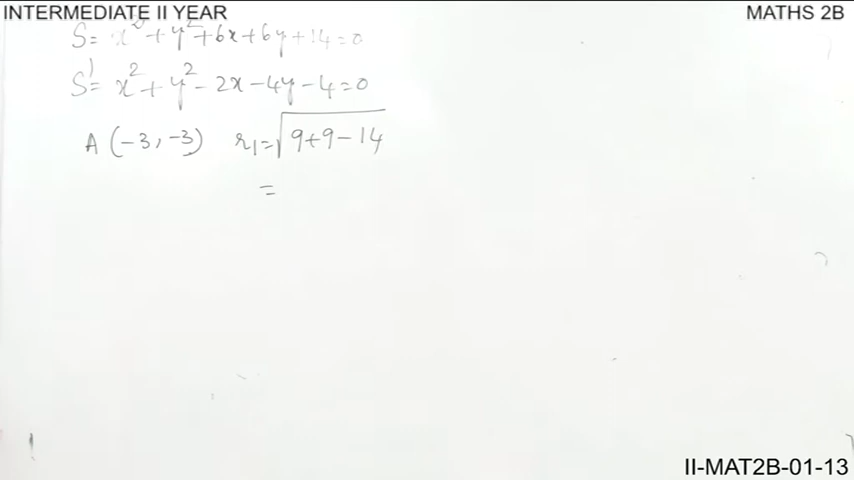 INTERMEDIATE II YEAR MATHS 2B
S = x² + y² + 6x + 6y + 14 = 0
S' = x² + y² - 2x - 4y - 4 = 0
A (-3, -3) r₁ = √9+9-14
=
II-MAT2B-01-13